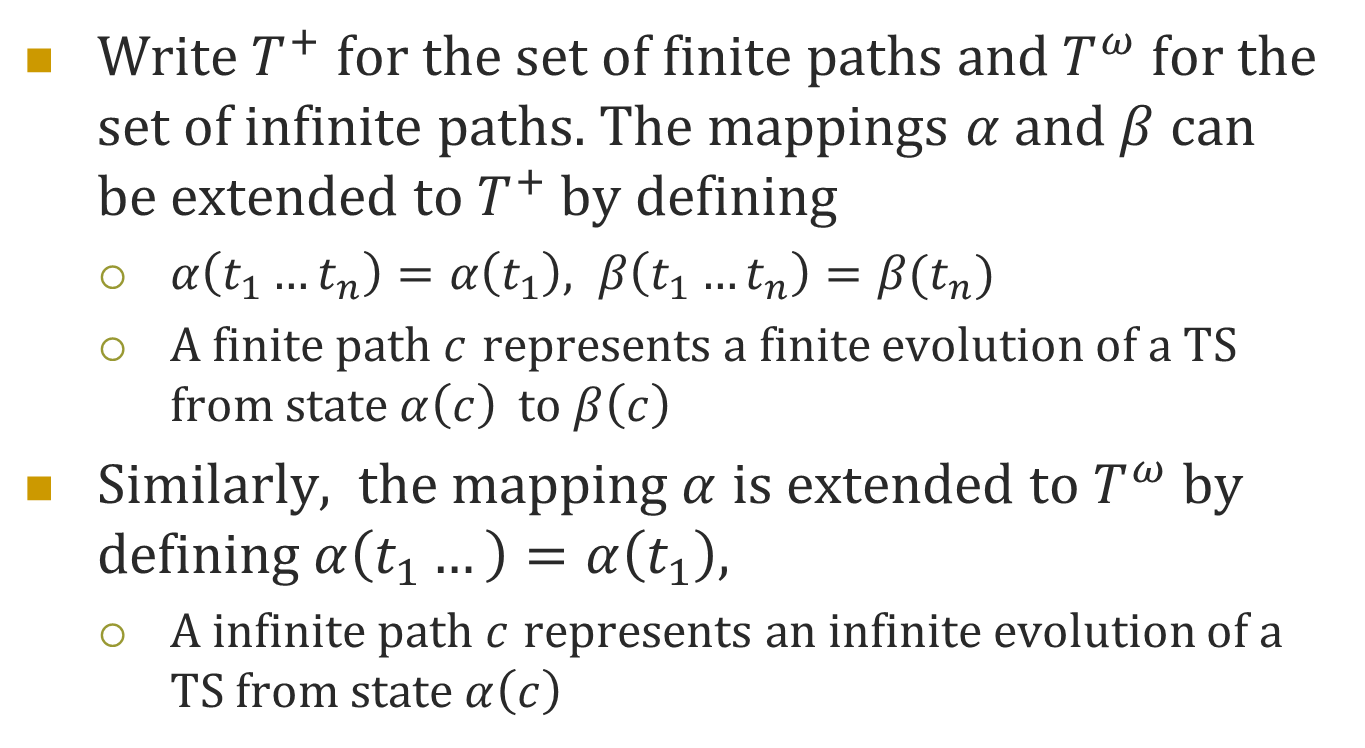 ■ Write T⁺ for the set of finite paths and T^ω for the
set of infinite paths. The mappings α and β can
be extended to T⁺ by defining
○ α(t₁ … tₙ) = α(t₁), β(t₁ … tₙ) = β(tₙ)
○ A finite path c represents a finite evolution of a TS
from state α(c) to β(c)
■ Similarly, the mapping α is extended to T^ω by
defining α(t₁ … ) = α(t₁),
○ A infinite path c represents an infinite evolution of a
TS from state α(c)